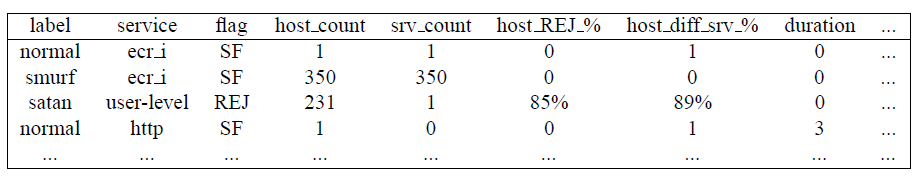 label service flag host_count srv_count host_REJ_% host_diff_srv_% duration ...
normal ecr_i SF 1 1 0 1 0 ...
smurf ecr_i SF 350 350 0 0 0 ...
satan user-level REJ 231 1 85% 89% 0 ...
normal http SF 1 0 0 1 3 ...
... ... ... ... ... ... ... ... ...